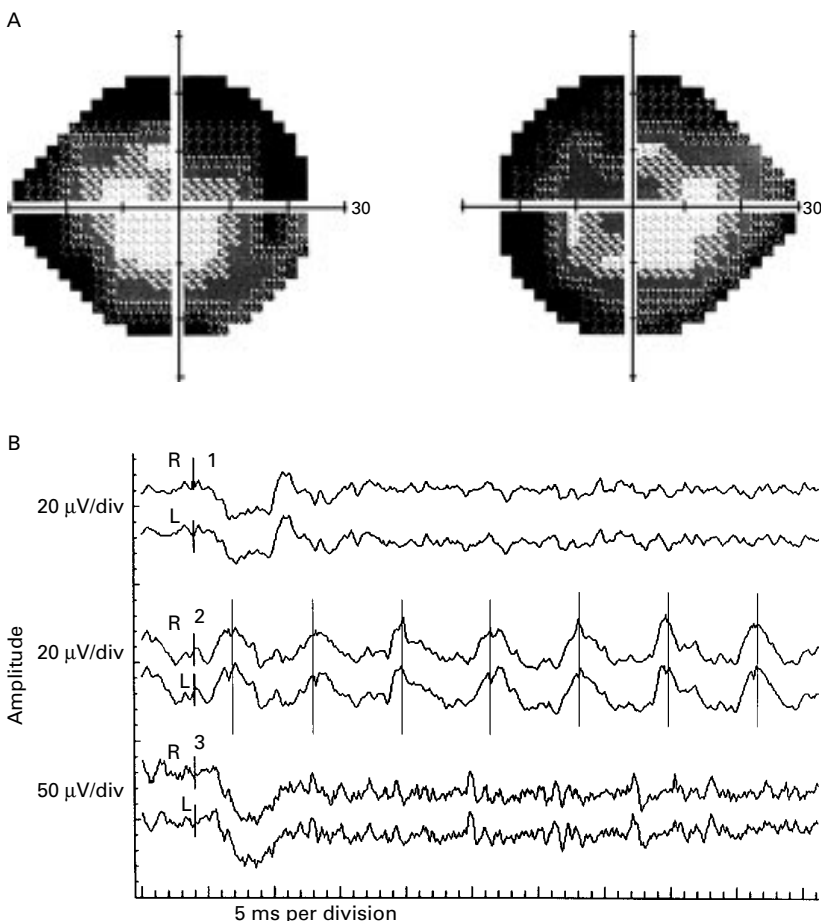 A
30
30
B
R 1
20 μV/div
L
R 2
20 μV/div
L
Amplitude
R 3
50 μV/div
L
5 ms per division